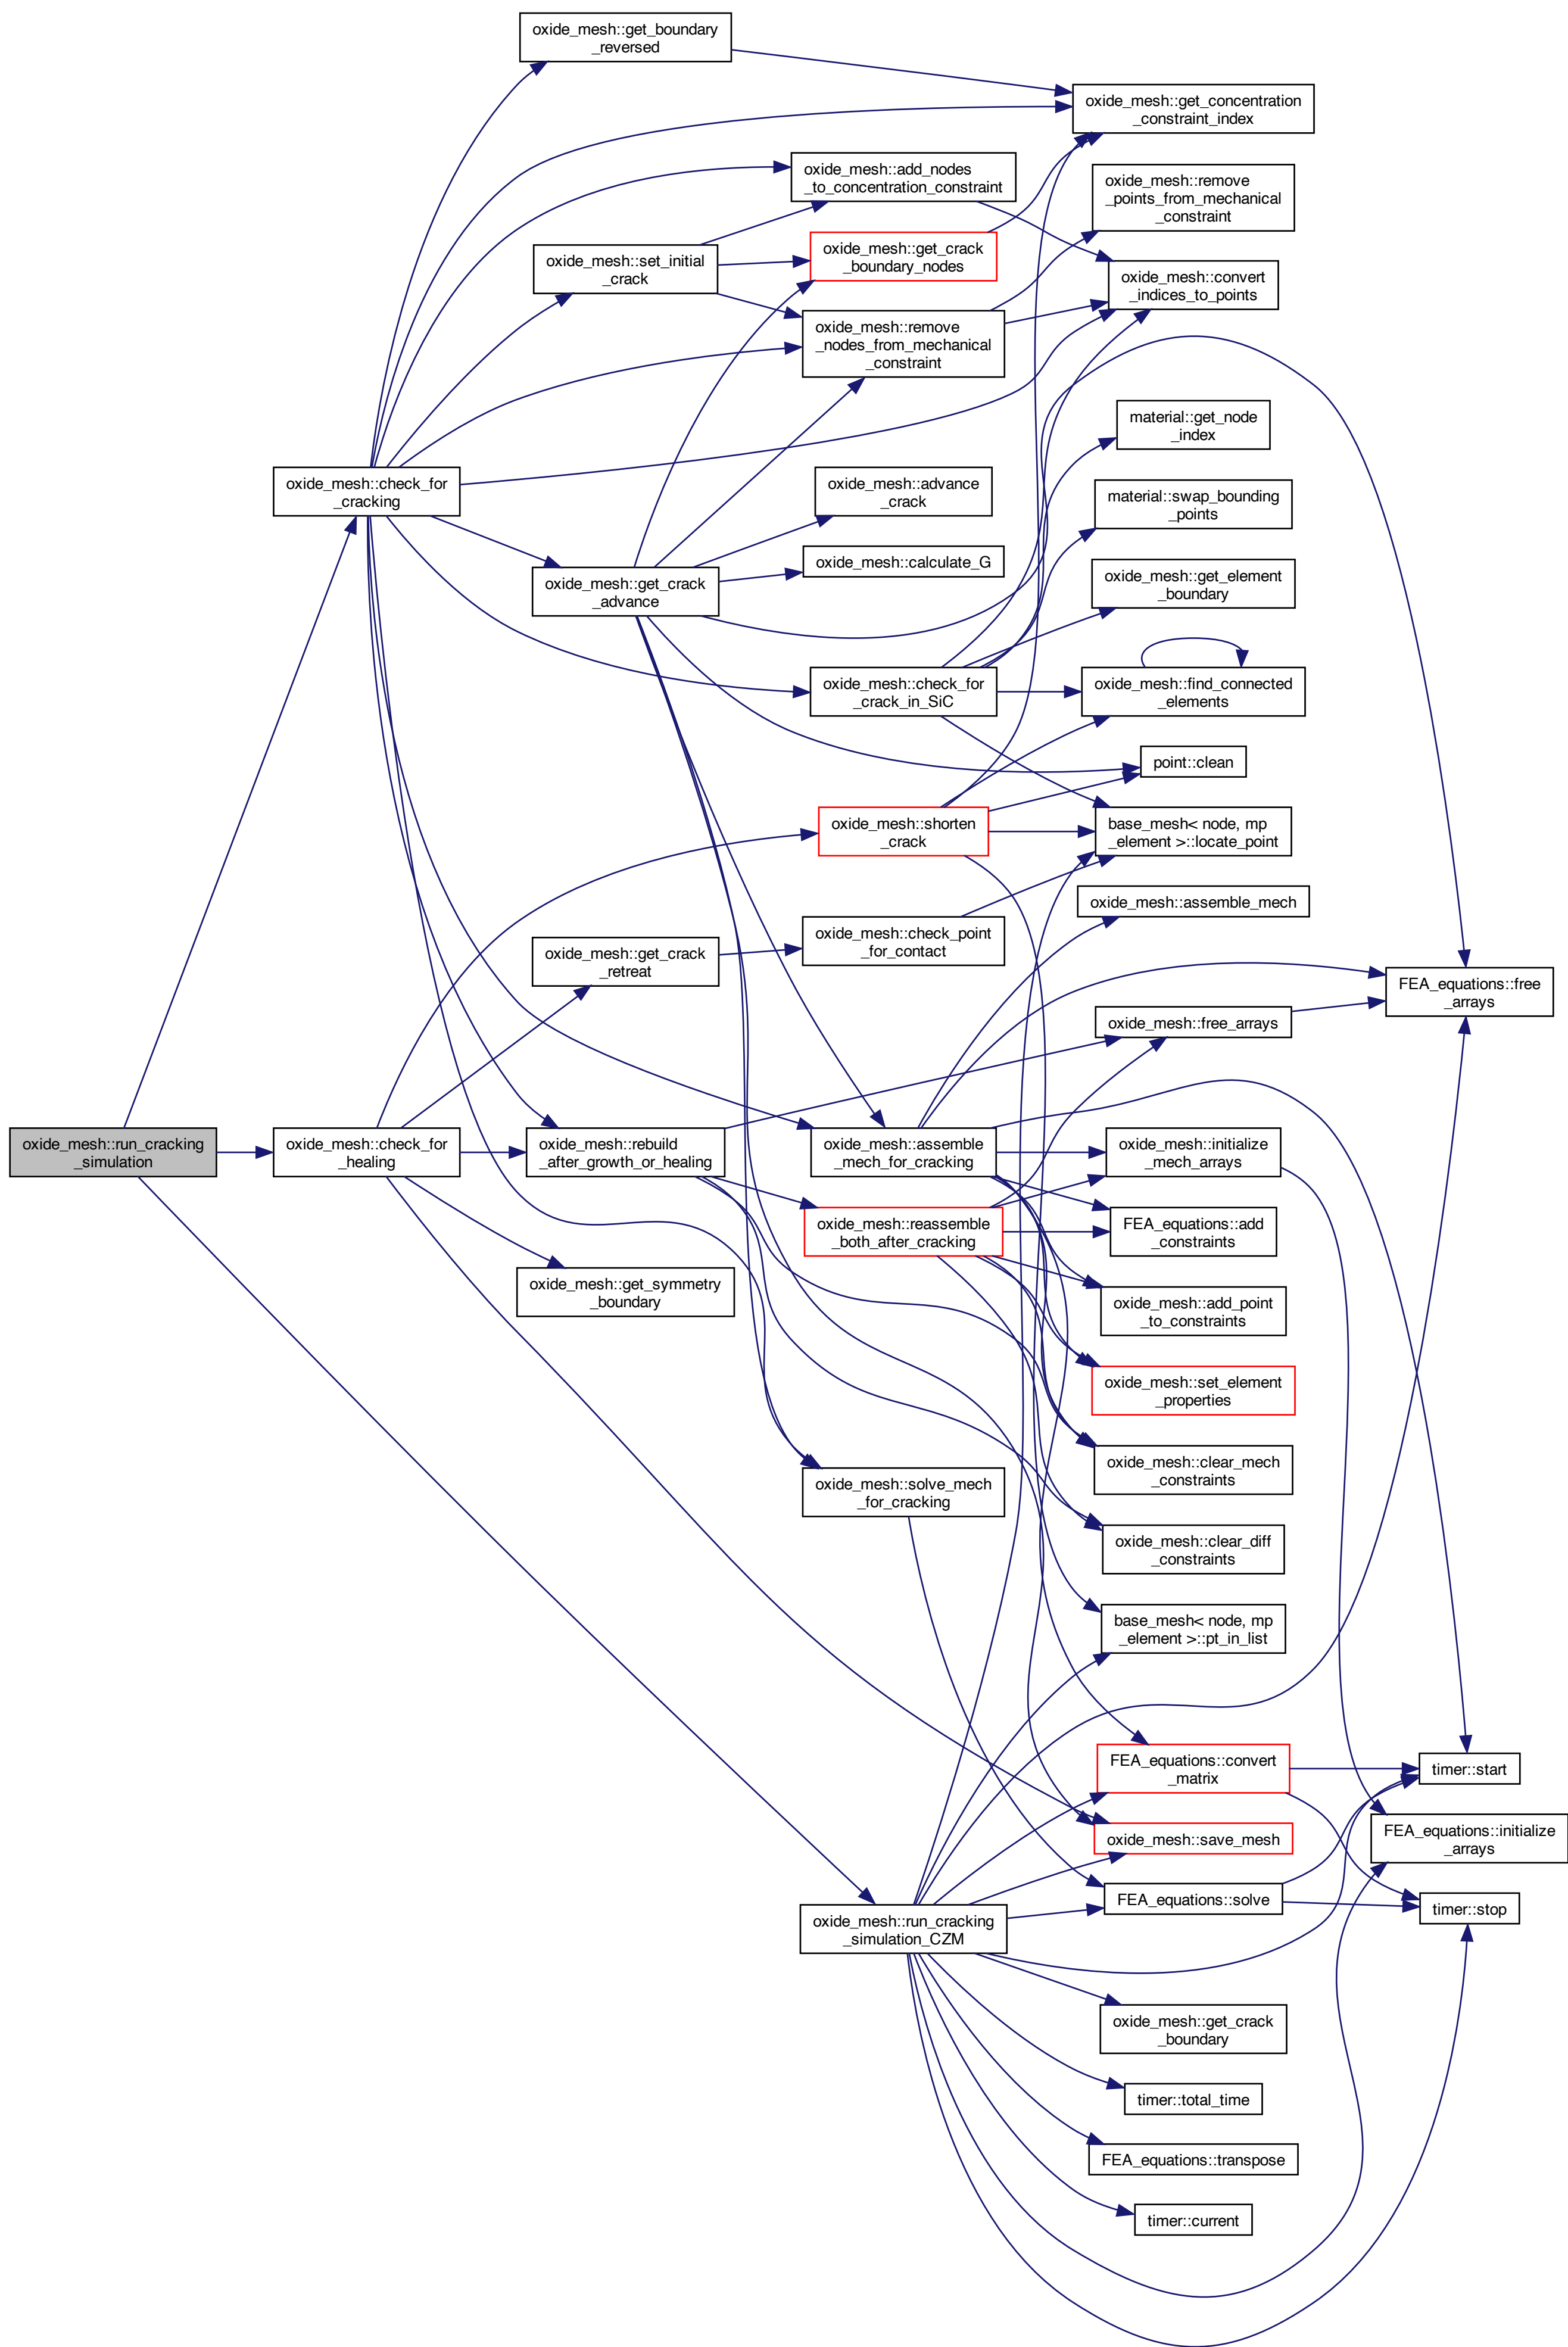 oxide_mesh::get_boundary
_reversed
oxide_mesh::get_concentration
_constraint_index
oxide_mesh::add_nodes
_to_concentration_constraint
oxide_mesh::remove
_points_from_mechanical
_constraint
oxide_mesh::set_initial
_crack
oxide_mesh::get_crack
_boundary_nodes
oxide_mesh::convert
_indices_to_points
oxide_mesh::remove
_nodes_from_mechanical
_constraint
material::get_node
_index
oxide_mesh::check_for
_cracking
oxide_mesh::advance
_crack
material::swap_bounding
_points
oxide_mesh::calculate_G
oxide_mesh::get_crack
_advance
oxide_mesh::get_element
_boundary
oxide_mesh::check_for
_crack_in_SiC
oxide_mesh::find_connected
_elements
point::clean
oxide_mesh::shorten
_crack
base_mesh< node, mp
_element >::locate_point
oxide_mesh::assemble_mech
oxide_mesh::check_point
_for_contact
oxide_mesh::get_crack
_retreat
FEA_equations::free
_arrays
oxide_mesh::free_arrays
oxide_mesh::run_cracking
_simulation
oxide_mesh::check_for
_healing
oxide_mesh::rebuild
_after_growth_or_healing
oxide_mesh::assemble
_mech_for_cracking
oxide_mesh::initialize
_mech_arrays
oxide_mesh::reassemble
_both_after_cracking
FEA_equations::add
_constraints
oxide_mesh::get_symmetry
_boundary
oxide_mesh::add_point
_to_constraints
oxide_mesh::set_element
_properties
oxide_mesh::clear_mech
_constraints
oxide_mesh::solve_mech
_for_cracking
oxide_mesh::clear_diff
_constraints
base_mesh< node, mp
_element >::pt_in_list
FEA_equations::convert
_matrix
timer::start
oxide_mesh::save_mesh
FEA_equations::initialize
_arrays
FEA_equations::solve
timer::stop
oxide_mesh::run_cracking
_simulation_CZM
oxide_mesh::get_crack
_boundary
timer::total_time
FEA_equations::transpose
timer::current